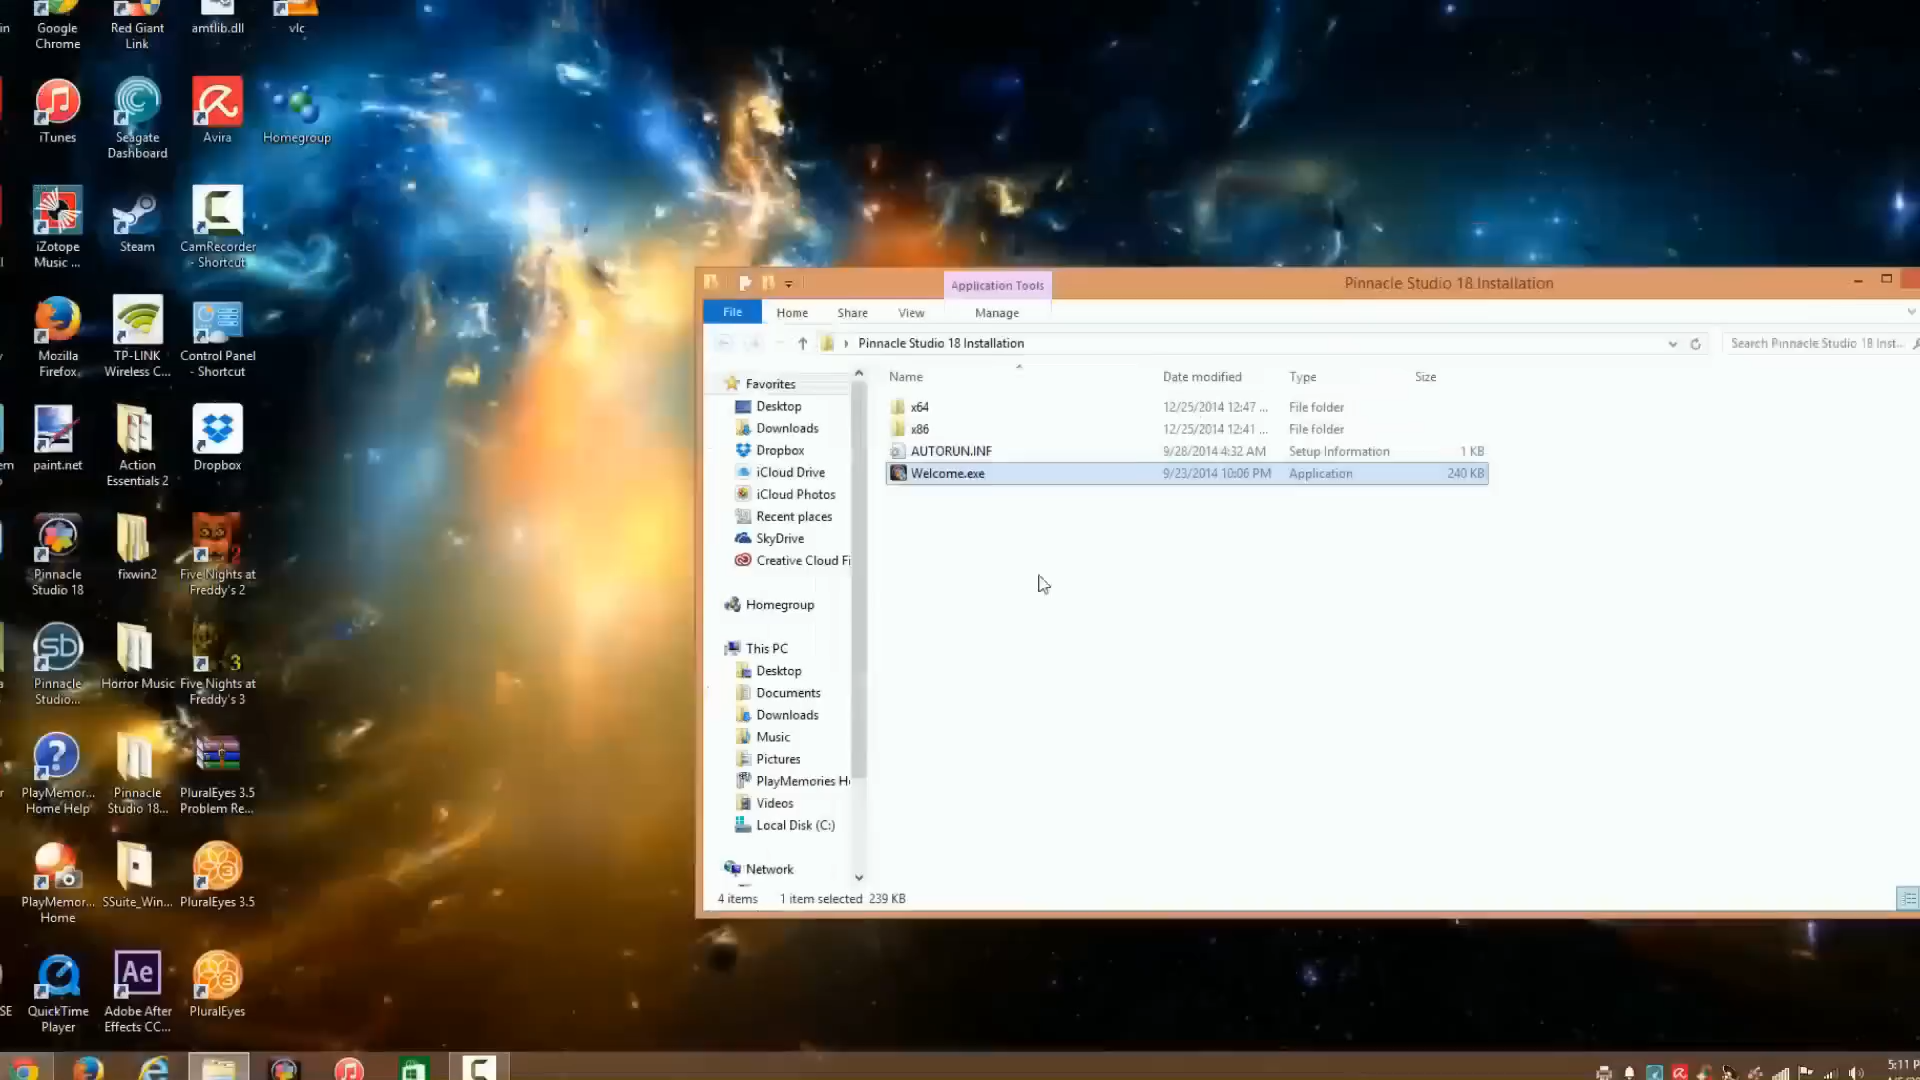 in
Google
Chrome
Red Giant
Link
amtlib.dll
vlc
iTunes
Seagate
Dashboard
Avira
Homegroup
iZotope
Music ...
Steam
CamRecorder
- Shortcut
Mozilla
Firefox
TP-LINK
Wireless C...
Control Panel
- Shortcut
paint.net
Action
Essentials 2
Dropbox
Pinnacle
Studio 18
fixwin2
Five Nights at
Freddy's 2
Pinnacle
Studio...
Horror Music
3
Five Nights at
Freddy's 3
PlayMemor...
Home Help
Pinnacle
Studio 18...
PluralEyes 3.5
Problem Re...
PlayMemor...
Home
SSuite_Win...
PluralEyes 3.5
SE
QuickTime
Player
Ae
Adobe After
Effects CC...
PluralEyes
Application Tools
Pinnacle Studio 18 Installation
File
Home
Share
View
Manage
Pinnacle Studio 18 Installation
Search Pinnacle Studio 18 Inst...
Name
Date modified
Type
Size
x64 12/25/2014 12:47 ... File folder
x86 12/25/2014 12:41 ... File folder
AUTORUN.INF 9/28/2014 4:32 AM Setup Information 1 KB
Welcome.exe 9/23/2014 10:06 PM Application 240 KB
Favorites
Desktop
Downloads
Dropbox
iCloud Drive
iCloud Photos
Recent places
SkyDrive
Creative Cloud Fi
Homegroup
This PC
Desktop
Documents
Downloads
Music
Pictures
PlayMemories H
Videos
Local Disk (C:)
Network
4 items 1 item selected 239 KB
5:11 P